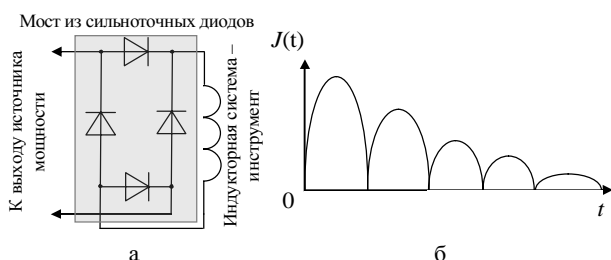 Мост из сильноточных диодов
К выходу источника
мощности
Индукторная система –
инструмент
а
J(t)
0
t
б